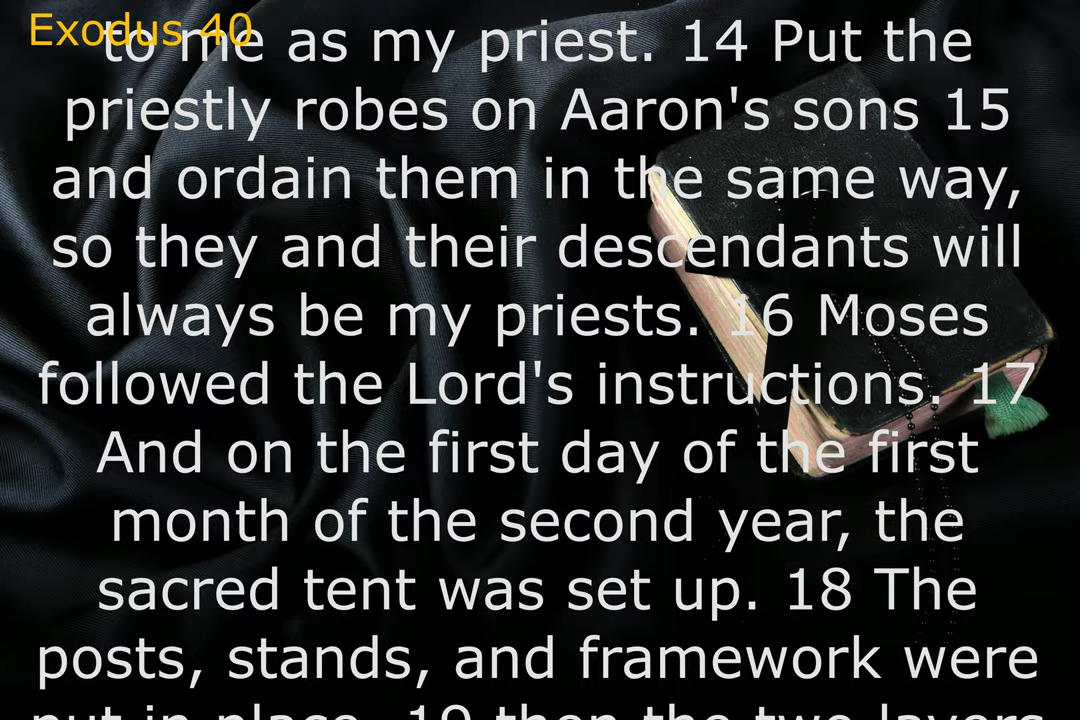 Exodus 40
to me as my priest. 14 Put the
priestly robes on Aaron's sons 15
and ordain them in the same way,
so they and their descendants will
always be my priests. 16 Moses
followed the Lord's instructions. 17
And on the first day of the first
month of the second year, the
sacred tent was set up. 18 The
posts, stands, and framework were
put in place, 19 then the two layers